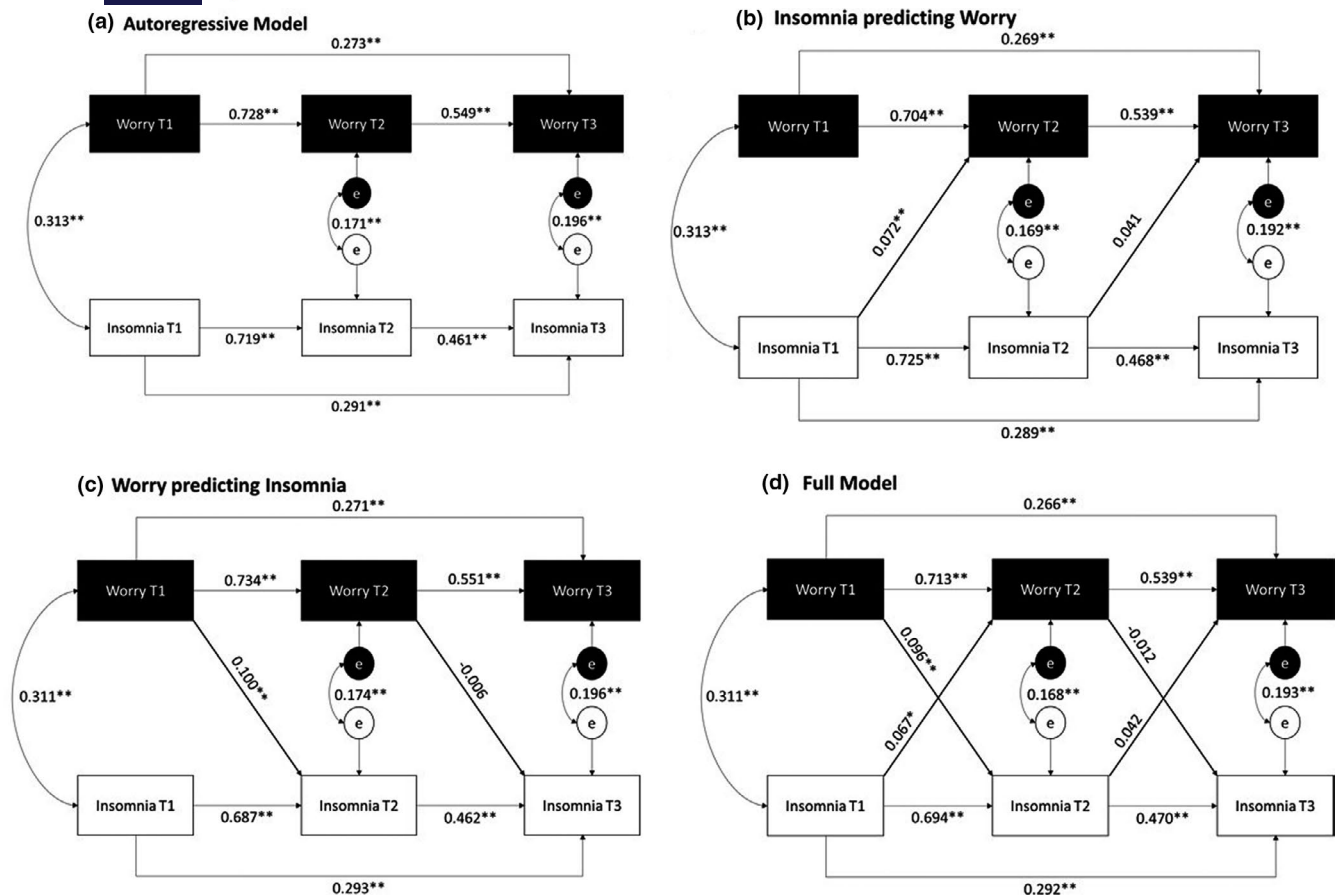 (a) Autoregressive Model
0.273**
Worry T1
0.728**
Worry T2
0.549**
Worry T3
e
e
0.313**
0.171**
0.196**
e
e
Insomnia T1
0.719**
Insomnia T2
0.461**
Insomnia T3
0.291**
(b) Insomnia predicting Worry
0.269**
Worry T1
0.704**
Worry T2
0.539**
Worry T3
e
e
0.313**
0.072**
0.169**
0.041
0.192**
e
e
Insomnia T1
0.725**
Insomnia T2
0.468**
Insomnia T3
0.289**
(c) Worry predicting Insomnia
0.271**
Worry T1
0.734**
Worry T2
0.551**
Worry T3
e
e
0.311**
0.100**
0.174**
-0.006
0.196**
e
e
Insomnia T1
0.687**
Insomnia T2
0.462**
Insomnia T3
0.293**
(d) Full Model
0.266**
Worry T1
0.713**
Worry T2
0.539**
Worry T3
0.096**
-0.012
e
e
0.311**
0.168**
0.193**
0.067*
0.042
e
e
Insomnia T1
0.694**
Insomnia T2
0.470**
Insomnia T3
0.292**